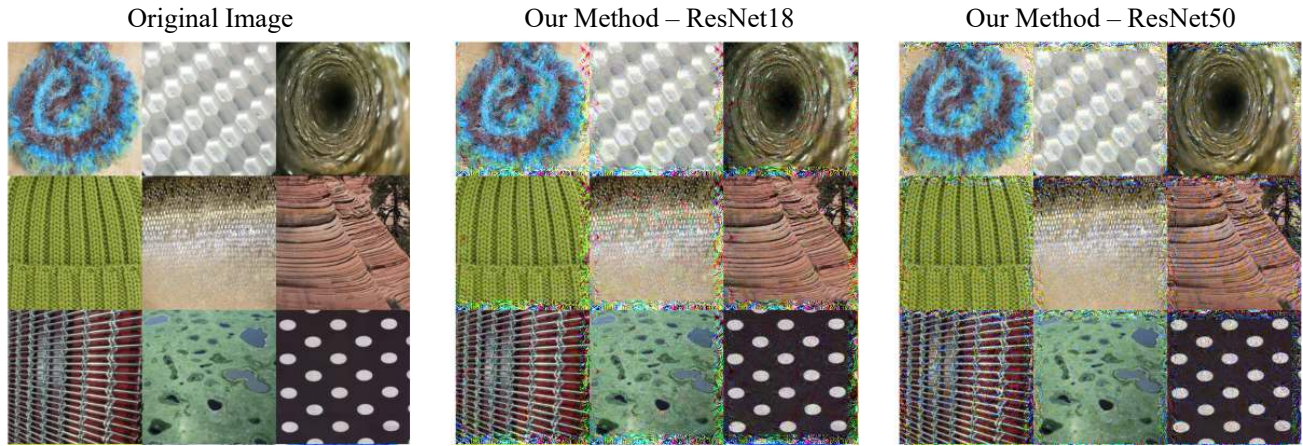 Original Image
Our Method – ResNet18
Our Method – ResNet50